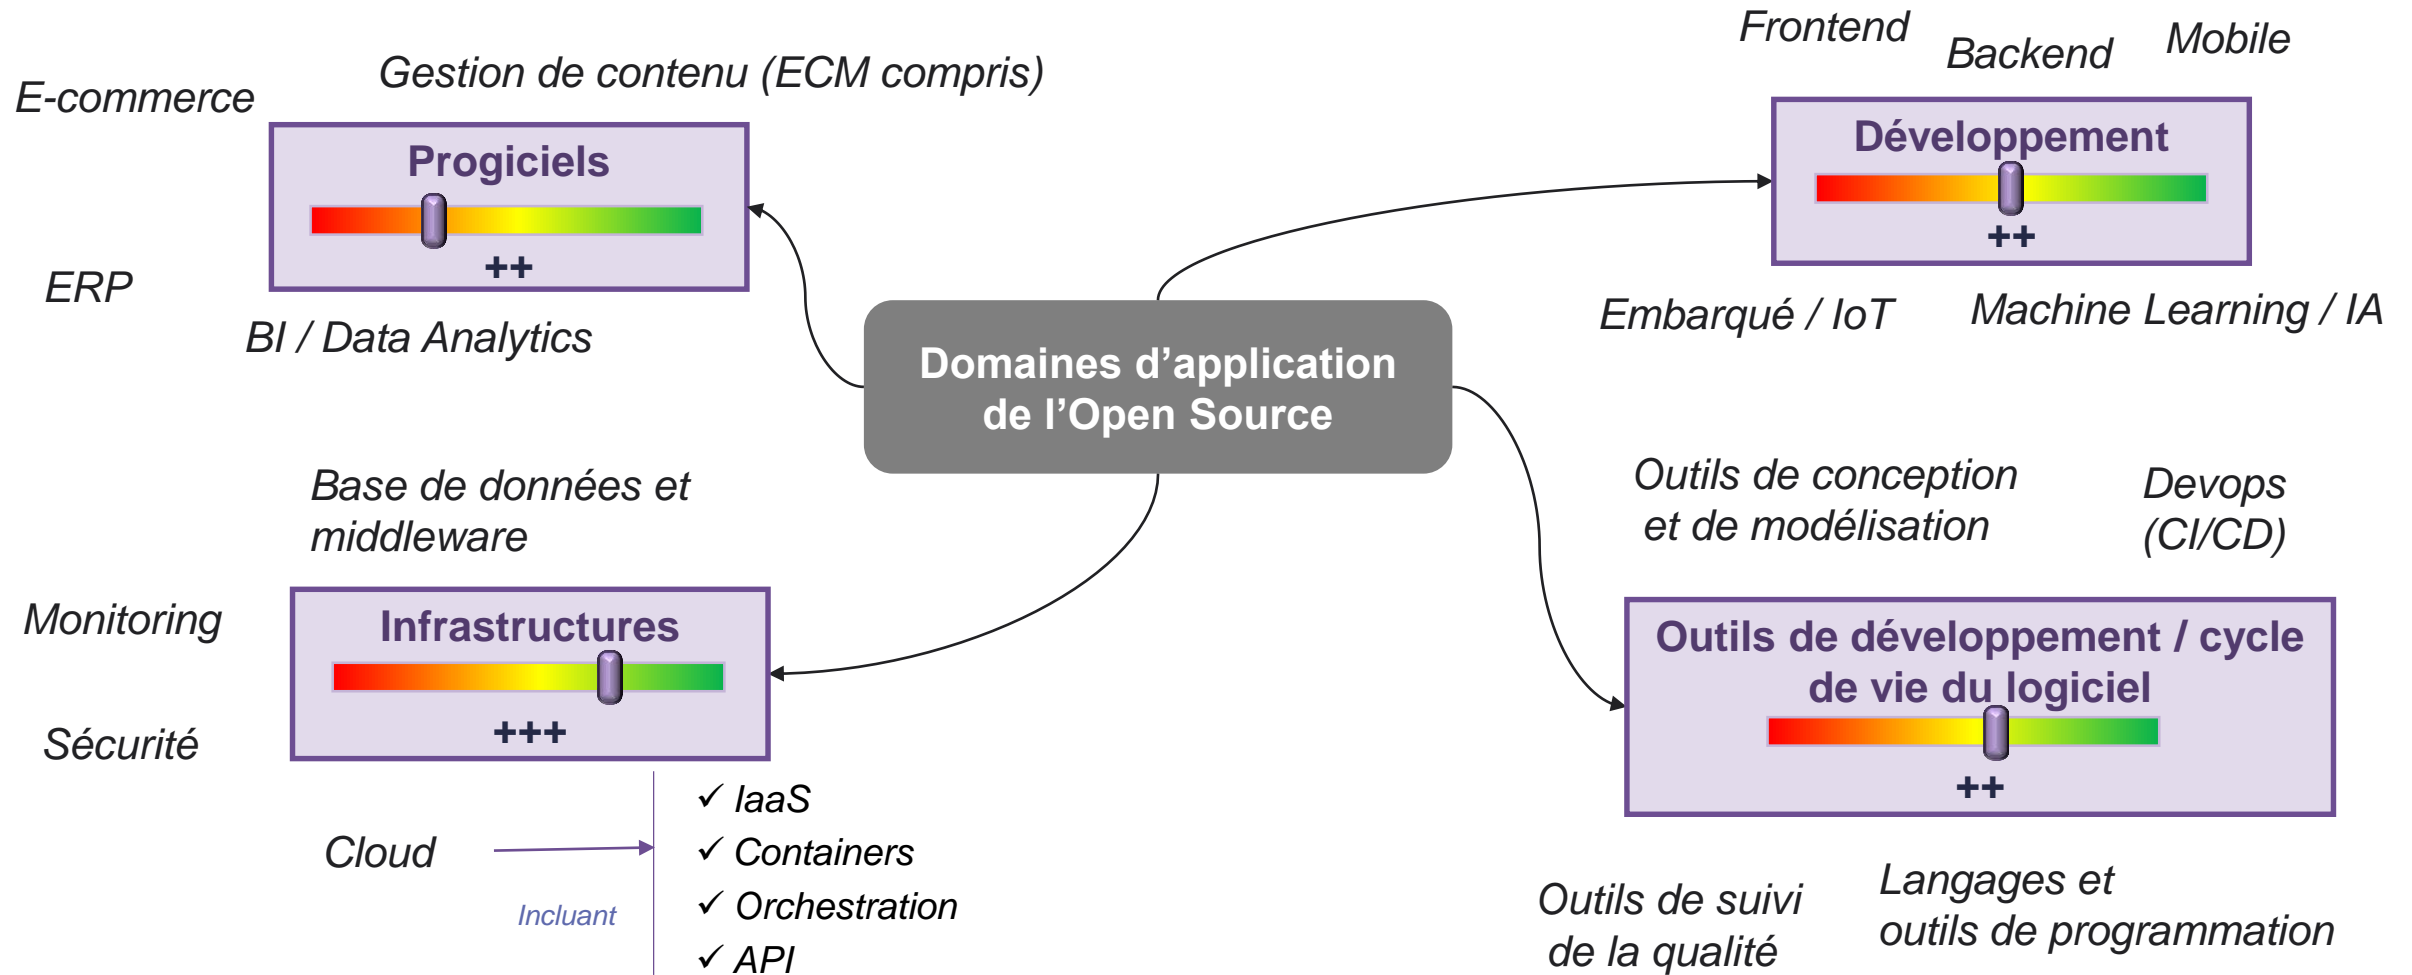 E-commerce
Gestion de contenu (ECM compris)
Progiciels
++
ERP
BI / Data Analytics
Frontend
Backend
Mobile
Développement
++
Embarqué / IoT
Machine Learning / IA
Domaines d’application
de l’Open Source
Base de données et
middleware
Monitoring
Infrastructures
+++
Sécurité
Cloud
Incluant
✓ IaaS
✓ Containers
✓ Orchestration
✓ API
Outils de conception
et de modélisation
Devops
(CI/CD)
Outils de développement / cycle
de vie du logiciel
++
Outils de suivi
de la qualité
Langages et
outils de programmation